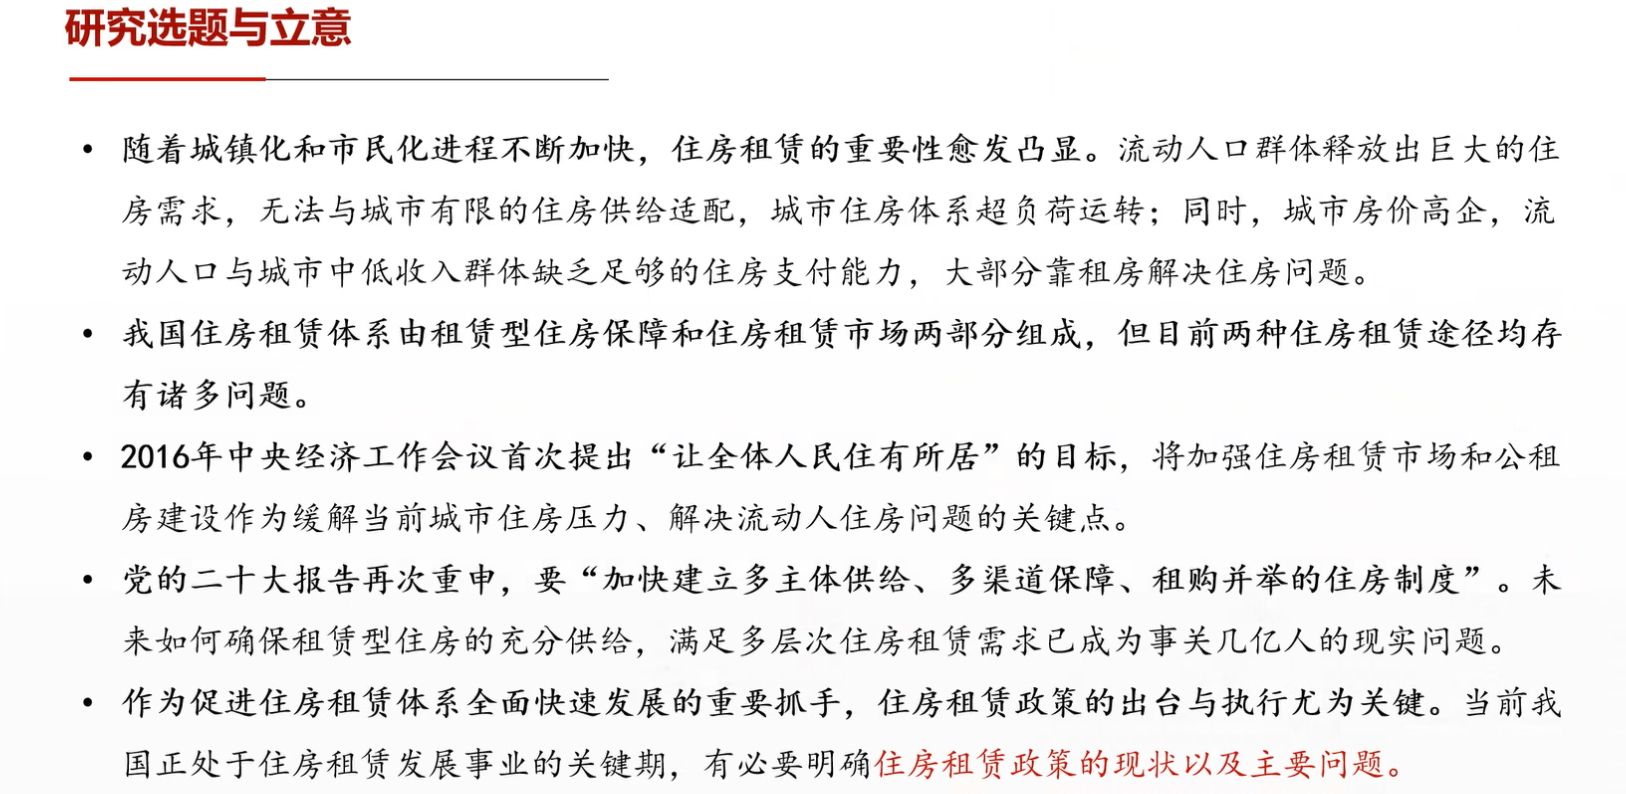 研究选题与立意
• 随着城镇化和市民化进程不断加快，住房租赁的重要性愈发凸显。流动人口群体释放出巨大的住
房需求，无法与城市有限的住房供给适配，城市住房体系超负荷运转；同时，城市房价高企，流
动人口与城市中低收入群体缺乏足够的住房支付能力，大部分靠租房解决住房问题。
• 我国住房租赁体系由租赁型住房保障和住房租赁市场两部分组成，但目前两种住房租赁途径均存
有诸多问题。
• 2016年中央经济工作会议首次提出“让全体人民住有所居”的目标，将加强住房租赁市场和公租
房建设作为缓解当前城市住房压力、解决流动人住房问题的关键点。
• 党的二十大报告再次重申，要“加快建立多主体供给、多渠道保障、租购并举的住房制度”。未
来如何确保租赁型住房的充分供给，满足多层次住房租赁需求已成为事关几亿人的现实问题。
• 作为促进住房租赁体系全面快速发展的重要抓手，住房租赁政策的出台与执行尤为关键。当前我
国正处于住房租赁发展事业的关键期，有必要明确住房租赁政策的现状以及主要问题。